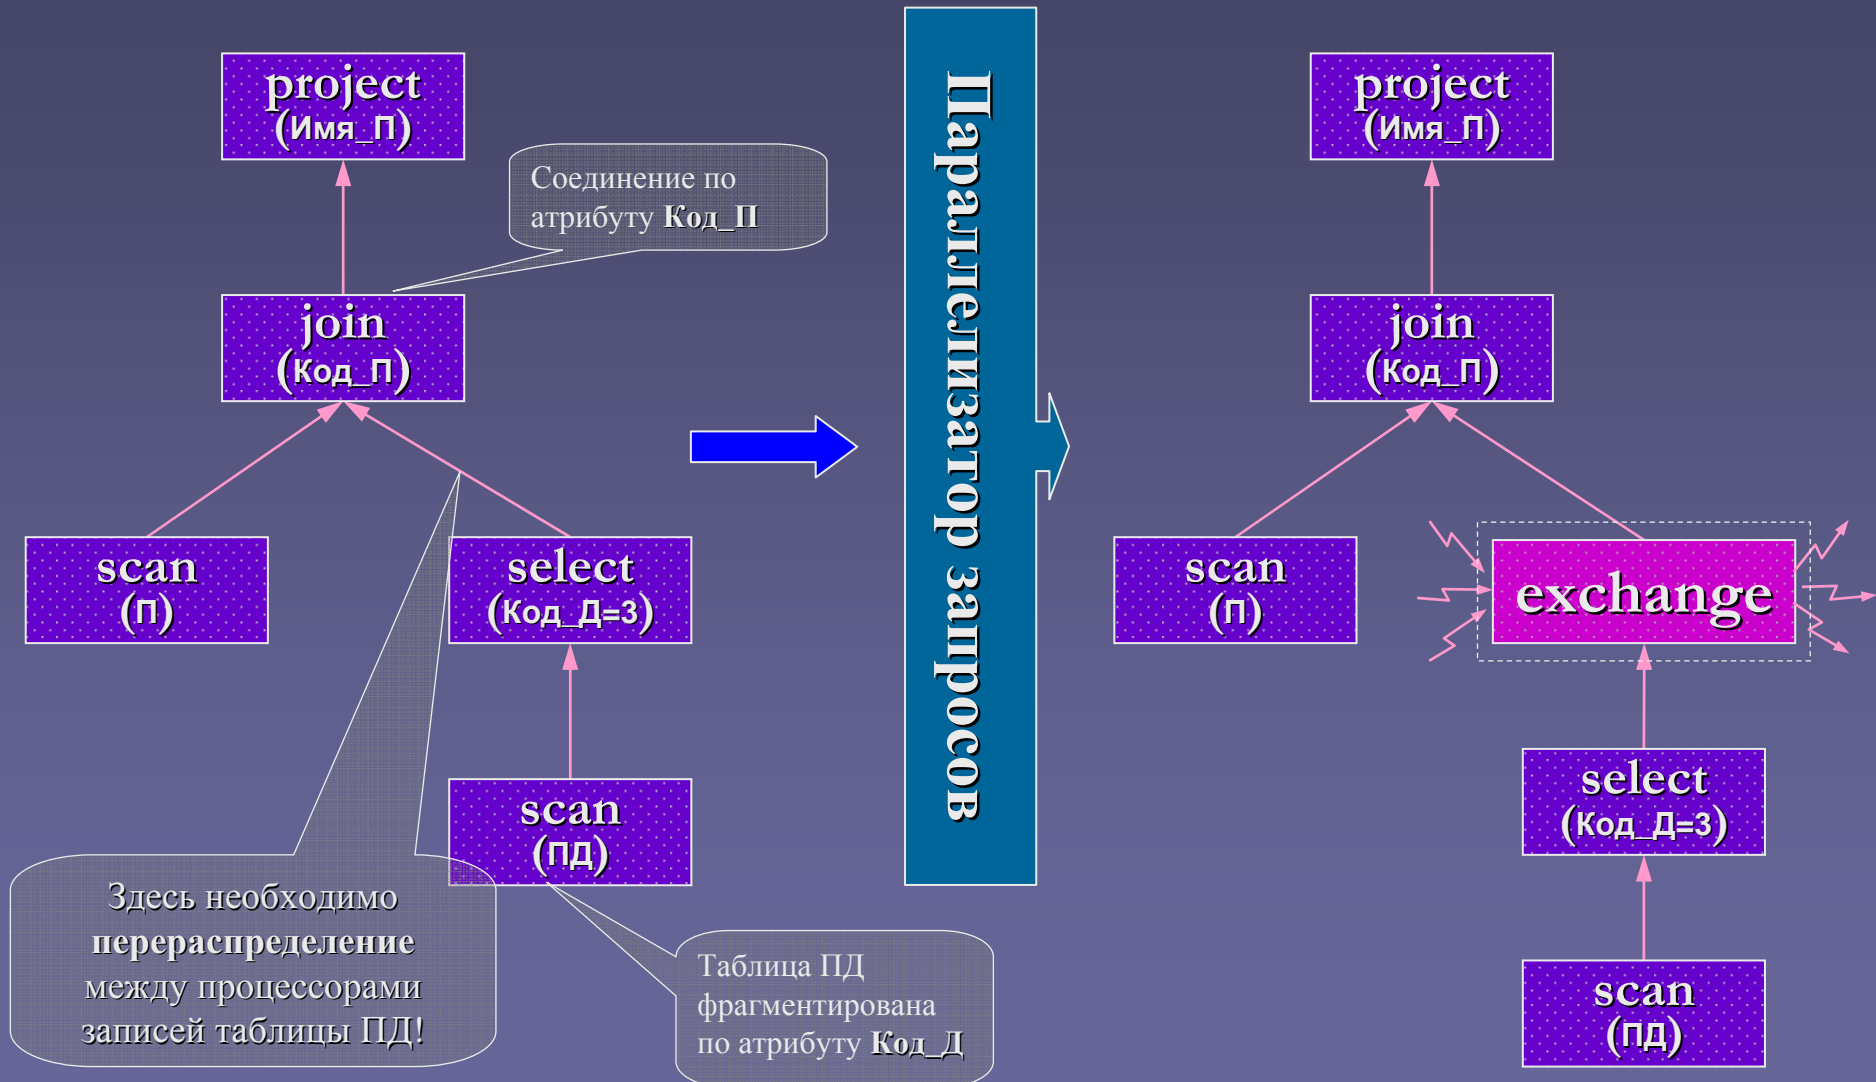 project
(Имя_П)
Соединение по
атрибуту Код_П
join
(Код_П)
scan
(П)
select
(Код_Д=3)
scan
(ПД)
Здесь необходимо
перераспределение
между процессорами
записей таблицы ПД!
Таблица ПД
фрагментирована
по атрибуту Код_Д
Параллелизатор запросов
project
(Имя_П)
join
(Код_П)
scan
(П)
exchange
select
(Код_Д=3)
scan
(ПД)